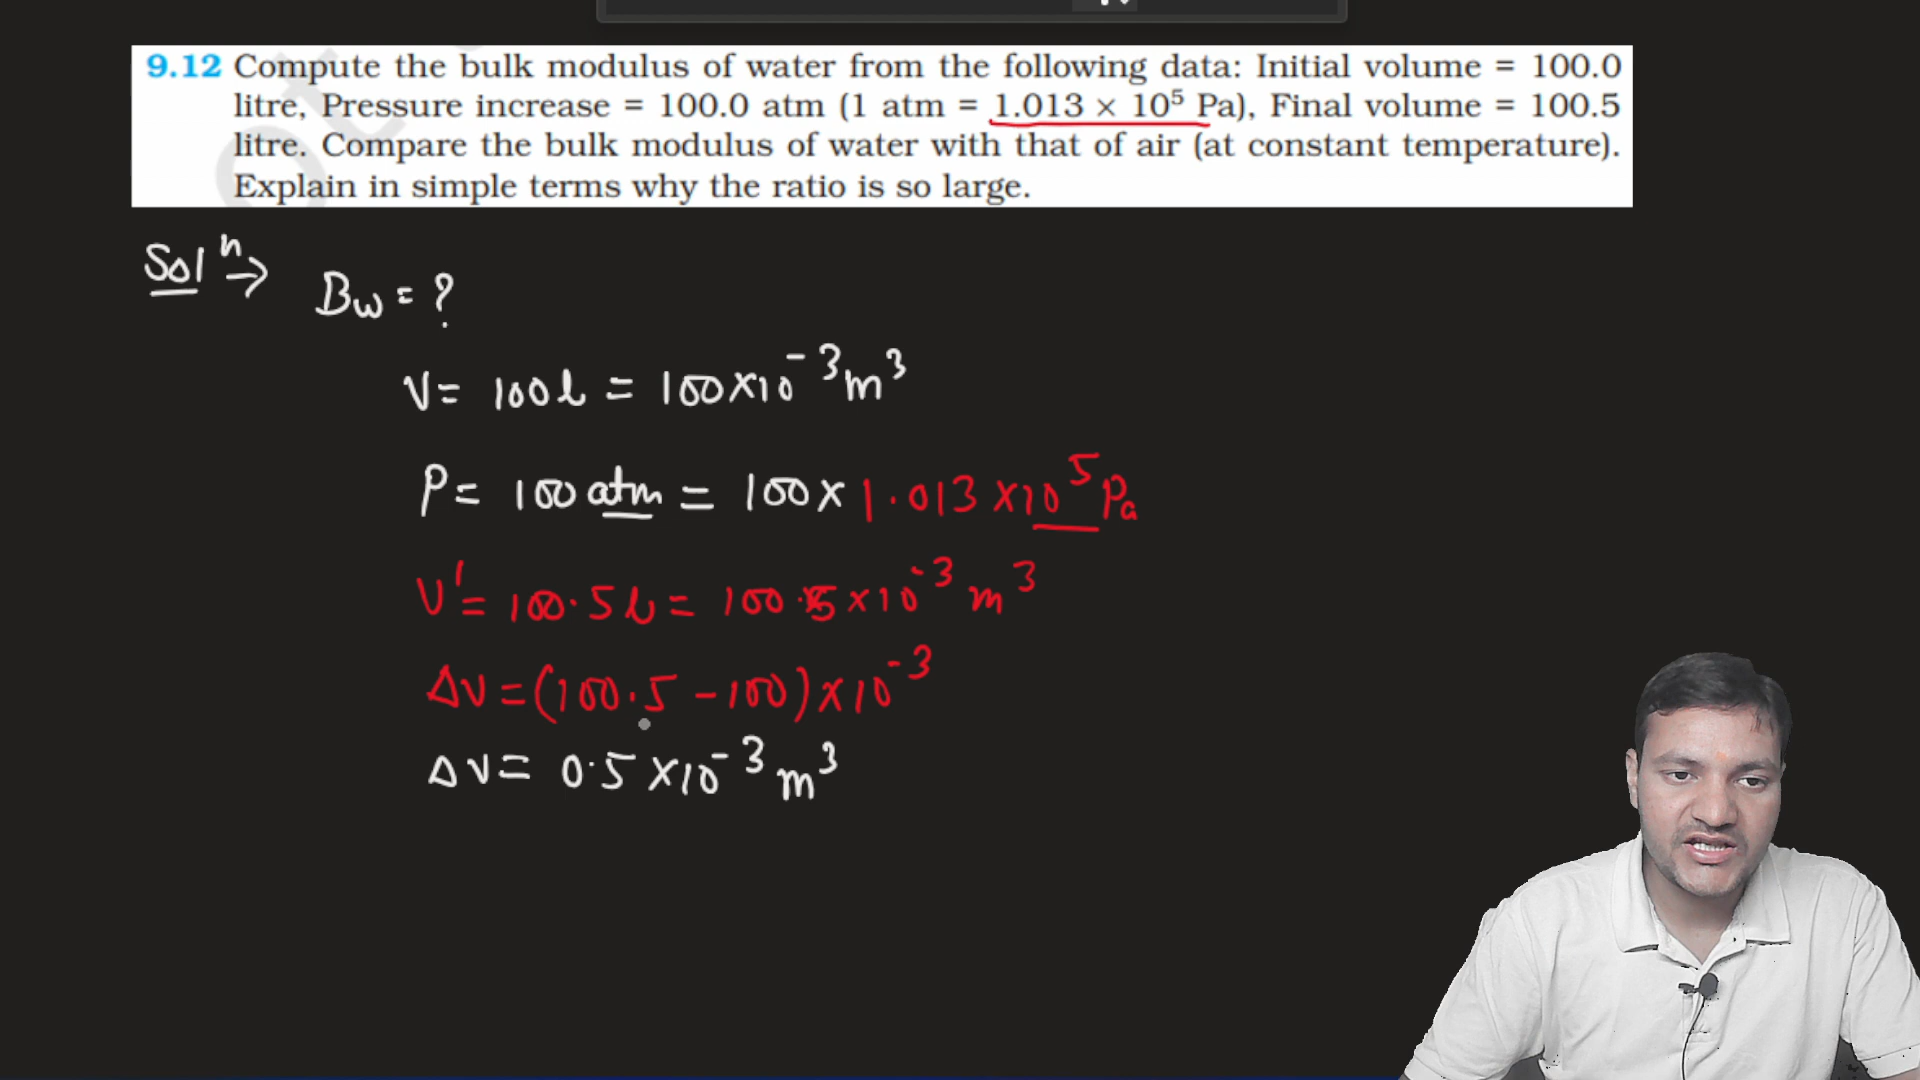 9.12 Compute the bulk modulus of water from the following data: Initial volume = 100.0
litre, Pressure increase = 100.0 atm (1 atm = 1.013 × 10⁵ Pa), Final volume = 100.5
litre. Compare the bulk modulus of water with that of air (at constant temperature).
Explain in simple terms why the ratio is so large.
Solⁿ →
Bw = ?
V = 100 l = 100×10⁻³ m³
P = 100 atm = 100 × 1.013 ×10⁵ Pa
V' = 100.5 l = 100.5 ×10⁻³ m³
ΔV = (100.5 - 100) × 10⁻³
ΔV = 0.5 ×10⁻³ m³